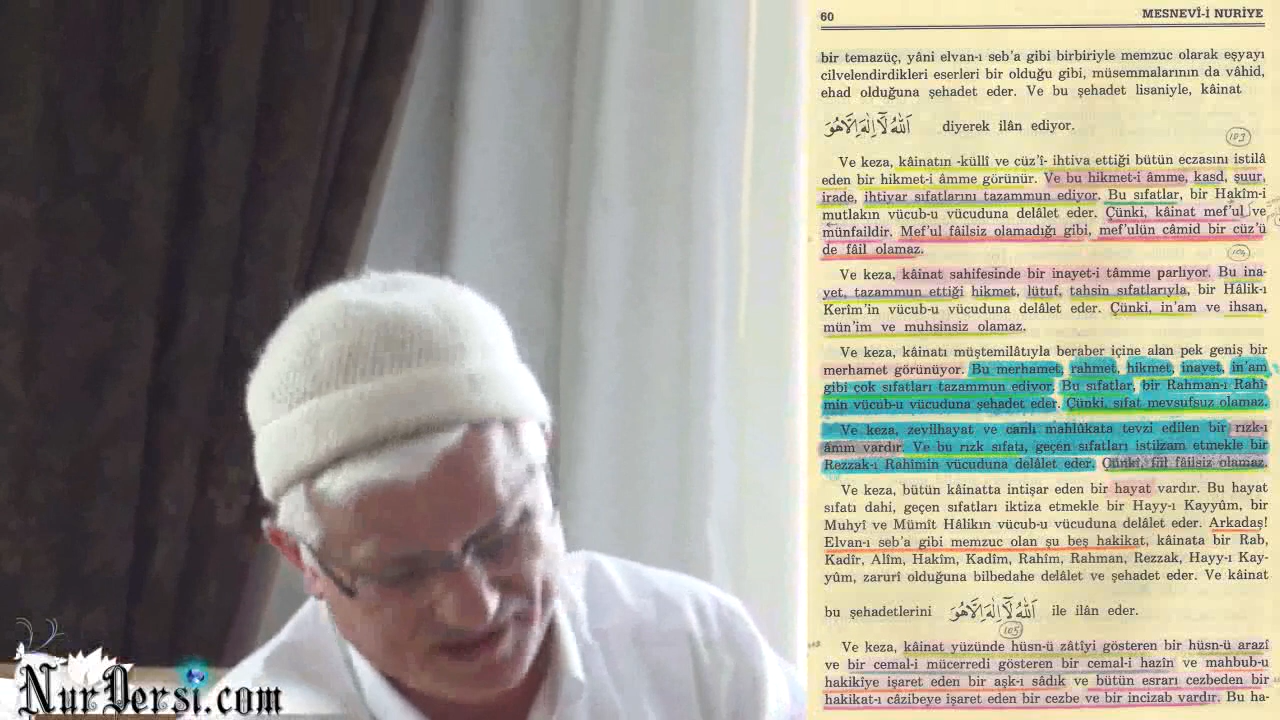 60 MESNEVÎ-İ NURİYE
bir temazüç, yâni elvan-ı seb'a gibi birbiriyle memzuc olarak eşyayı
cilvelendirdikleri eserleri bir olduğu gibi, müsemmalarının da vâhid,
ehad olduğuna şehadet eder. Ve bu şehadet lisaniyle, kâinat
اَللّٰهُ لَٓا اِلٰهَ اِلَّا هُوَ diyerek ilân ediyor.
103
Ve keza, kâinatın -küllî ve cüz'î- ihtiva ettiği bütün eczasını istilâ
eden bir hikmet-i âmme görünür. Ve bu hikmet-i âmme, kasd, şuur,
irade, ihtiyar sıfatlarını tazammun ediyor. Bu sıfatlar, bir Hakîm-i
mutlakın vücub-u vücuduna delâlet eder. Çünki, kâinat mef'ul ve
münfaildir. Mef'ul fâilsiz olamadığı gibi, mef'ulün câmid bir cüz'ü
de fâil olamaz.
104
Ve keza, kâinat sahifesinde bir inayet-i tâmme parlıyor. Bu ina-
yet, tazammun ettiği hikmet, lütuf, tahsin sıfatlarıyla, bir Hâlik-ı
Kerîm'in vücub-u vücuduna delâlet eder. Çünki, in'am ve ihsan,
mün'im ve muhsinsiz olamaz.
Ve keza, kâinatı müştemilâtıyla beraber içine alan pek geniş bir
merhamet görünüyor. Bu merhamet, rahmet, hikmet, inayet, in'am
gibi çok sıfatları tazammun ediyor. Bu sıfatlar, bir Rahman-ı Rahî-
min vücub-u vücuduna şehadet eder. Çünki, sıfat mevsufsuz olamaz.
Ve keza, zevilhayat ve canlı mahlûkata tevzi edilen bir rızk-ı
âmm vardır. Ve bu rızk sıfatı, geçen sıfatları istilzam etmekle bir
Rezzak-ı Rahîmin vücuduna delâlet eder. Çünki, fiil fâilsiz olamaz.
Ve keza, bütün kâinatta intişar eden bir hayat vardır. Bu hayat
sıfatı dahi, geçen sıfatları iktiza etmekle bir Hayy-ı Kayyûm, bir
Muhyî ve Mümît Hâlikın vücub-u vücuduna delâlet eder. Arkadaş!
Elvan-ı seb'a gibi memzuc olan şu beş hakikat, kâinata bir Rab,
Kadîr, Alîm, Hakîm, Kadîm, Rahîm, Rahman, Rezzak, Hayy-ı Kay-
yûm, zarurî olduğuna bilbedahe delâlet ve şehadet eder. Ve kâinat
bu şehadetlerini اَللّٰهُ لَٓا اِلٰهَ اِلَّا هُوَ ile ilân eder.
105
Ve keza, kâinat yüzünde hüsn-ü zâtîyi gösteren bir hüsn-ü arazî
ve bir cemal-i mücerredi gösteren bir cemal-i hazîn ve mahbub-u
hakikiye işaret eden bir aşk-ı sâdık ve bütün esrarı cezbeden bir
hakikat-ı câzibeye işaret eden bir cezbe ve bir incizab vardır. Bu ha-
NurDersi.com